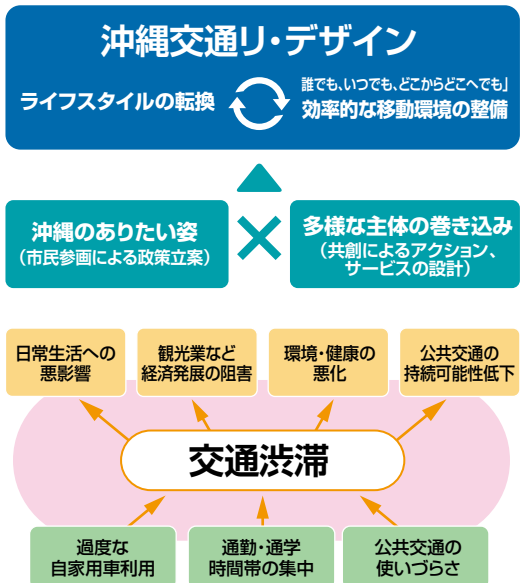 沖縄交通リ・デザイン
ライフスタイルの転換
誰でも、いつでも、どこからどこへでも」
効率的な移動環境の整備
沖縄のありたい姿
（市民参画による政策立案）
多様な主体の巻き込み
（共創によるアクション、
サービスの設計）
日常生活への
悪影響
観光業など
経済発展の阻害
環境・健康の
悪化
公共交通の
持続可能性低下
交通渋滞
過度な
自家用車利用
通勤・通学
時間帯の集中
公共交通の
使いづらさ